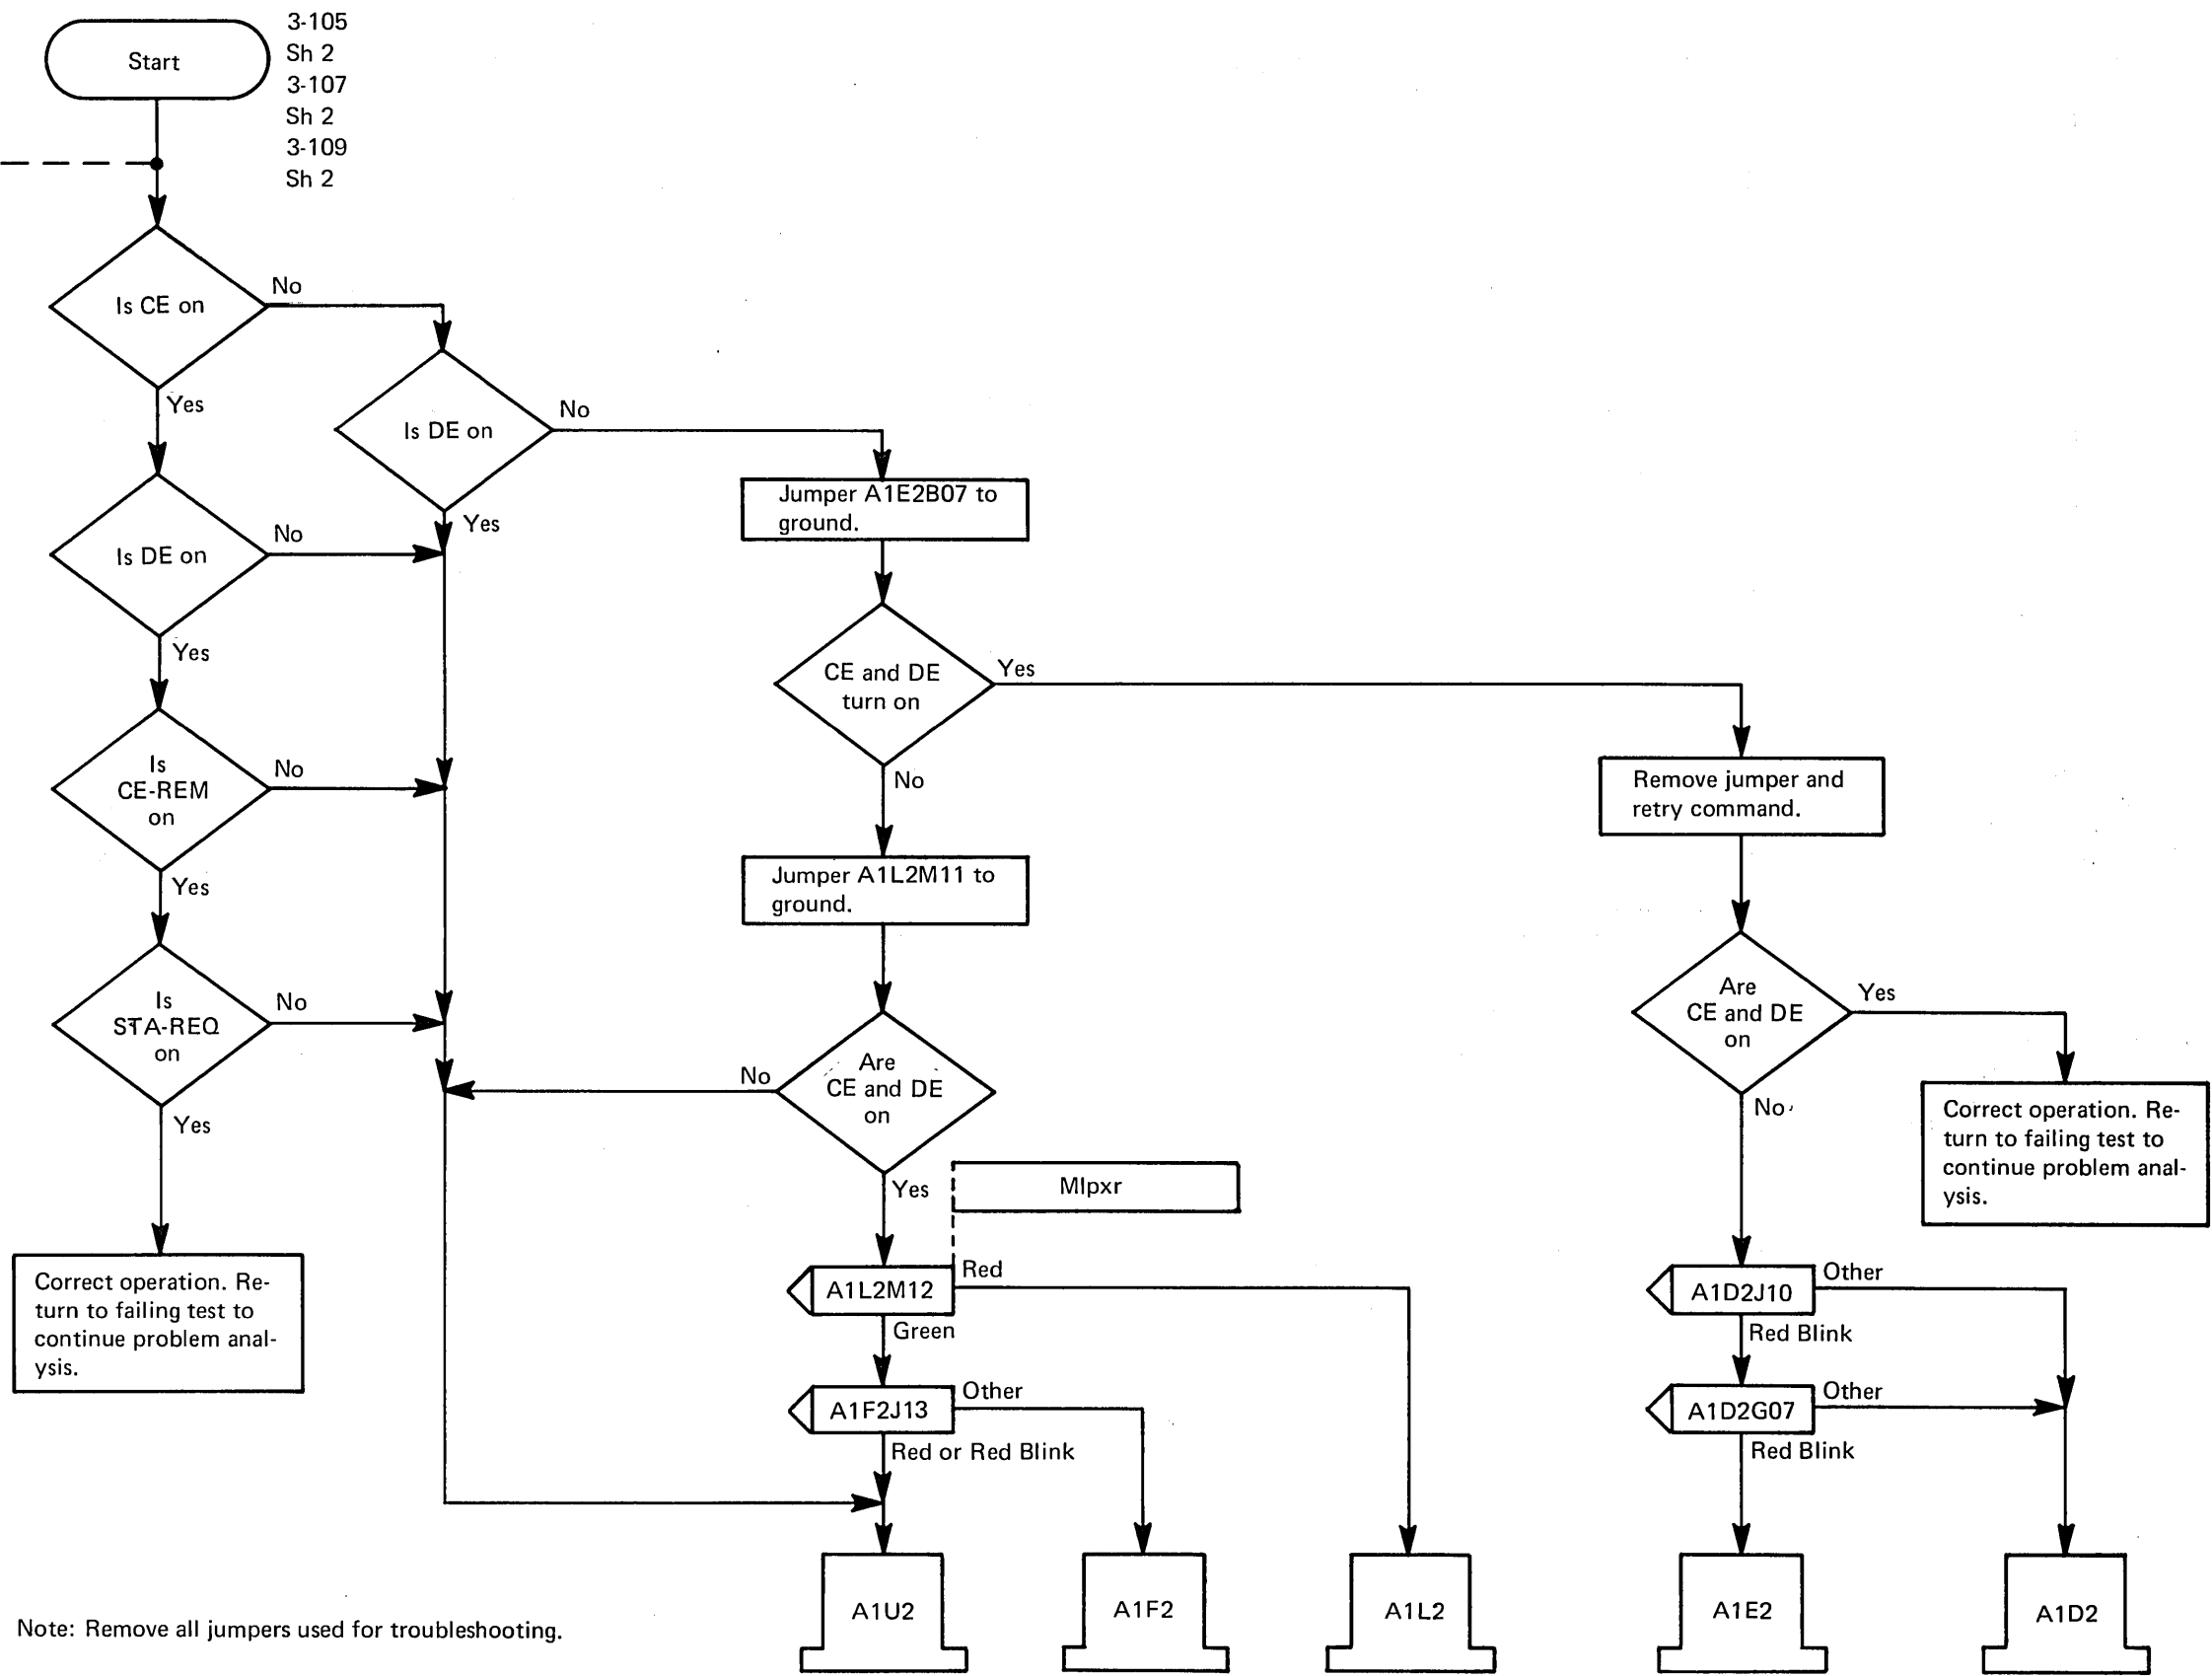 Start
3-105
Sh 2
3-107
Sh 2
3-109
Sh 2
Is CE on
No
Yes
Is DE on
No
Yes
Is DE on
No
Yes
Jumper A1E2B07 to
ground.
CE and DE
turn on
Yes
No
Is
CE-REM
on
No
Yes
Remove jumper and
retry command.
Jumper A1L2M11 to
ground.
Is
STA-REQ
on
No
Yes
Are
CE and DE
on
No
Yes
Are
CE and DE
on
Yes
No
Correct operation. Re-
turn to failing test to
continue problem anal-
ysis.
Mlpxr
Correct operation. Re-
turn to failing test to
continue problem anal-
ysis.
A1L2M12
Red
Green
A1F2J13
Other
Red or Red Blink
A1D2J10
Other
Red Blink
A1D2G07
Other
Red Blink
A1U2
A1F2
A1L2
A1E2
A1D2
Note: Remove all jumpers used for troubleshooting.